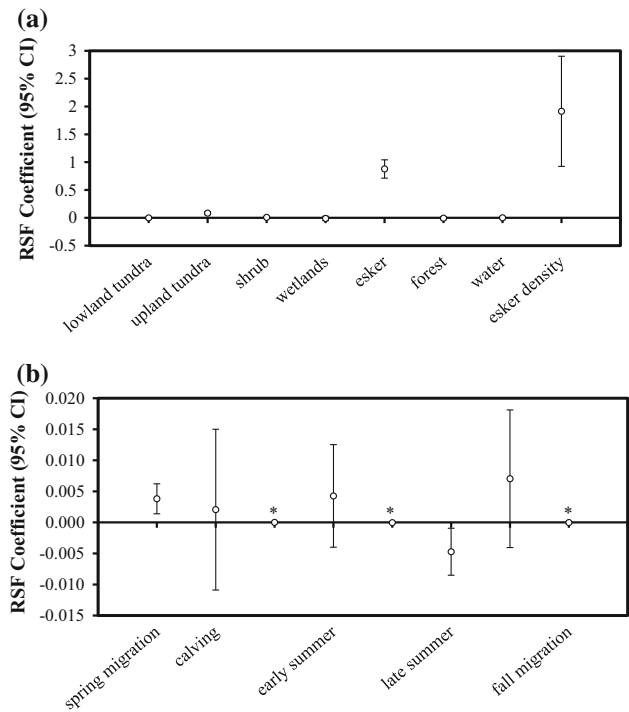 (a)
RSF Coefficient (95% CI)
3
2.5
2
1.5
1
0.5
0
-0.5
lowland tundra
upland tundra
shrub
wetlands
esker
forest
water
esker density
(b)
RSF Coefficient (95% CI)
0.020
0.015
0.010
0.005
0.000
-0.005
-0.010
-0.015
* * *
spring migration
calving
early summer
late summer
fall migration